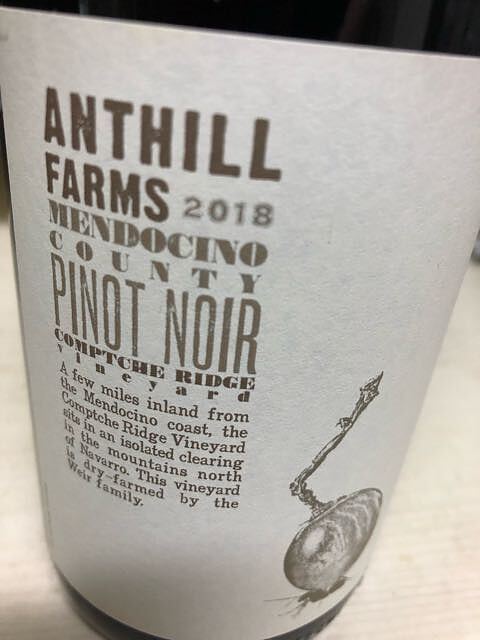 ANTHILL
FARMS 2018
MENDOCINO
COUNTY
PINOT NOIR
COMPTCHE RIDGE
vineyard
A few miles inland from
the Mendocino coast, the
Comptche Ridge Vineyard
sits in an isolated clearing
in the mountains north
of Navarro. This vineyard
is dry-farmed by the
Weir family.